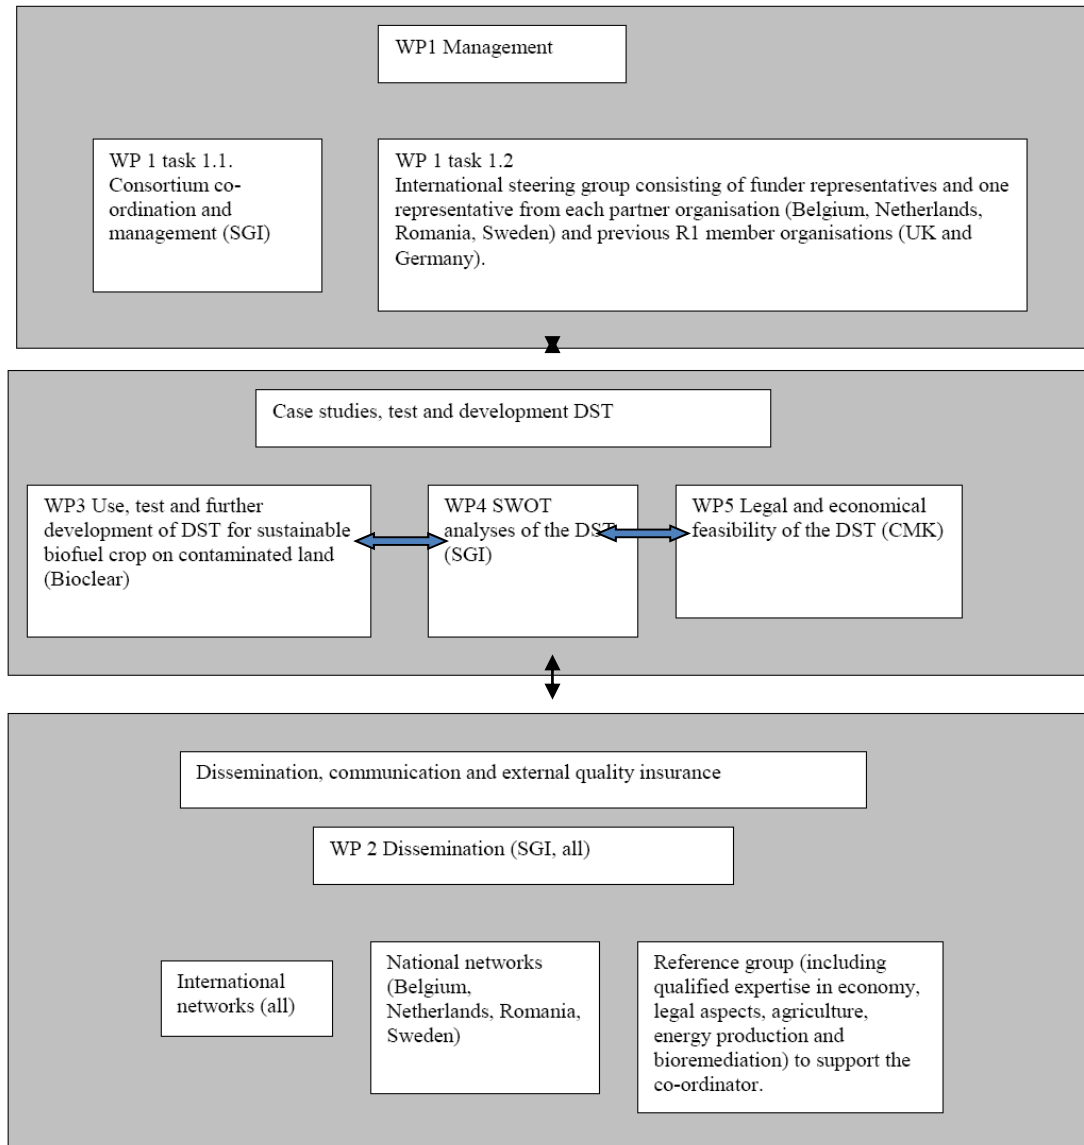 WP1 Management
WP 1 task 1.1.
Consortium co-
ordination and
management (SGI)
WP 1 task 1.2
International steering group consisting of funder representatives and one
representative from each partner organisation (Belgium, Netherlands,
Romania, Sweden) and previous R1 member organisations (UK and
Germany).
Case studies, test and development DST
WP3 Use, test and further
development of DST for sustainable
biofuel crop on contaminated land
(Bioclear)
WP4 SWOT
analyses of the DST
(SGI)
WP5 Legal and economical
feasibility of the DST (CMK)
Dissemination, communication and external quality insurance
WP 2 Dissemination (SGI, all)
International
networks (all)
National networks
(Belgium,
Netherlands, Romania,
Sweden)
Reference group (including
qualified expertise in economy,
legal aspects, agriculture,
energy production and
bioremediation) to support the
co-ordinator.